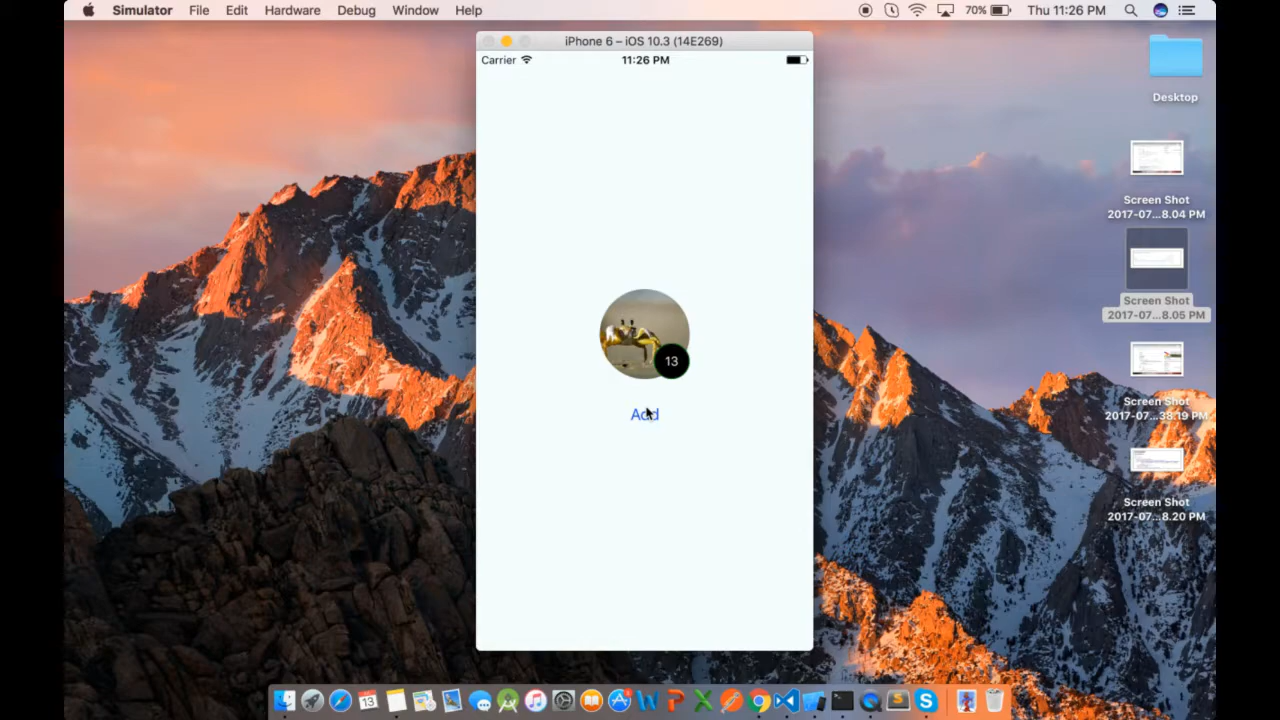 Simulator File Edit Hardware Debug Window Help 70% Thu 11:26 PM
iPhone 6 – iOS 10.3 (14E269)
Carrier 11:26 PM
13
Add
Desktop
Screen Shot
2017-07...8.04 PM
Screen Shot
2017-07...8.05 PM
Screen Shot
2017-07...38.19 PM
Screen Shot
2017-07...8.20 PM
13